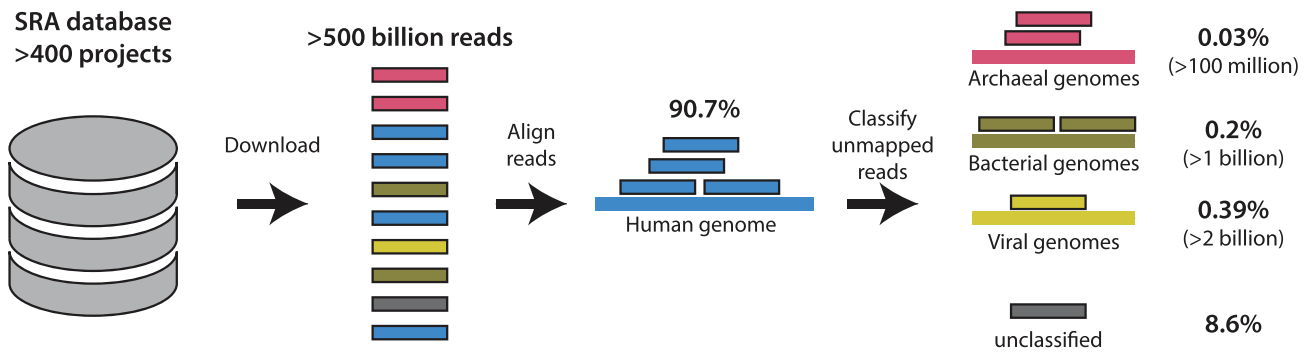 SRA database
>400 projects
Download
>500 billion reads
Align
reads
90.7%
Human genome
Classify
unmapped
reads
Archaeal genomes
0.03%
(>100 million)
Bacterial genomes
0.2%
(>1 billion)
Viral genomes
0.39%
(>2 billion)
unclassified
8.6%